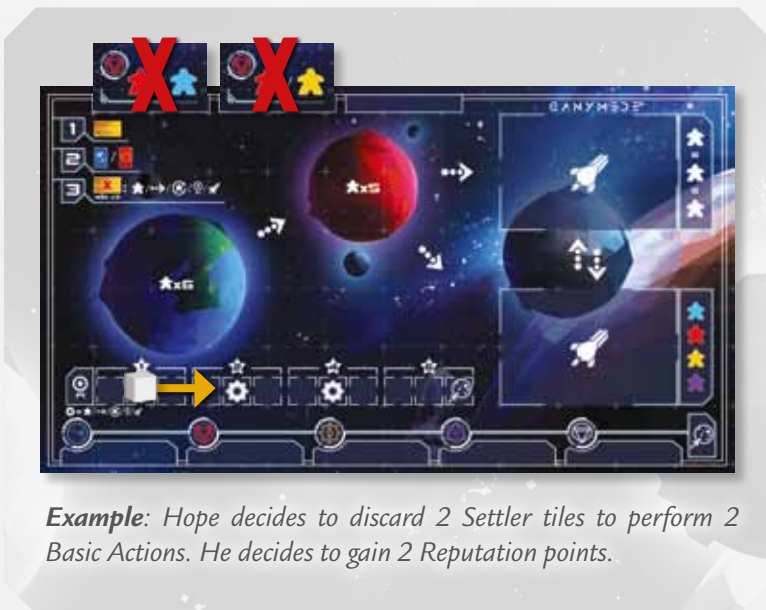 GANYMEDE
1
2 /
3 X : / / / /
x5
x5
Example: Hope decides to discard 2 Settler tiles to perform 2
Basic Actions. He decides to gain 2 Reputation points.